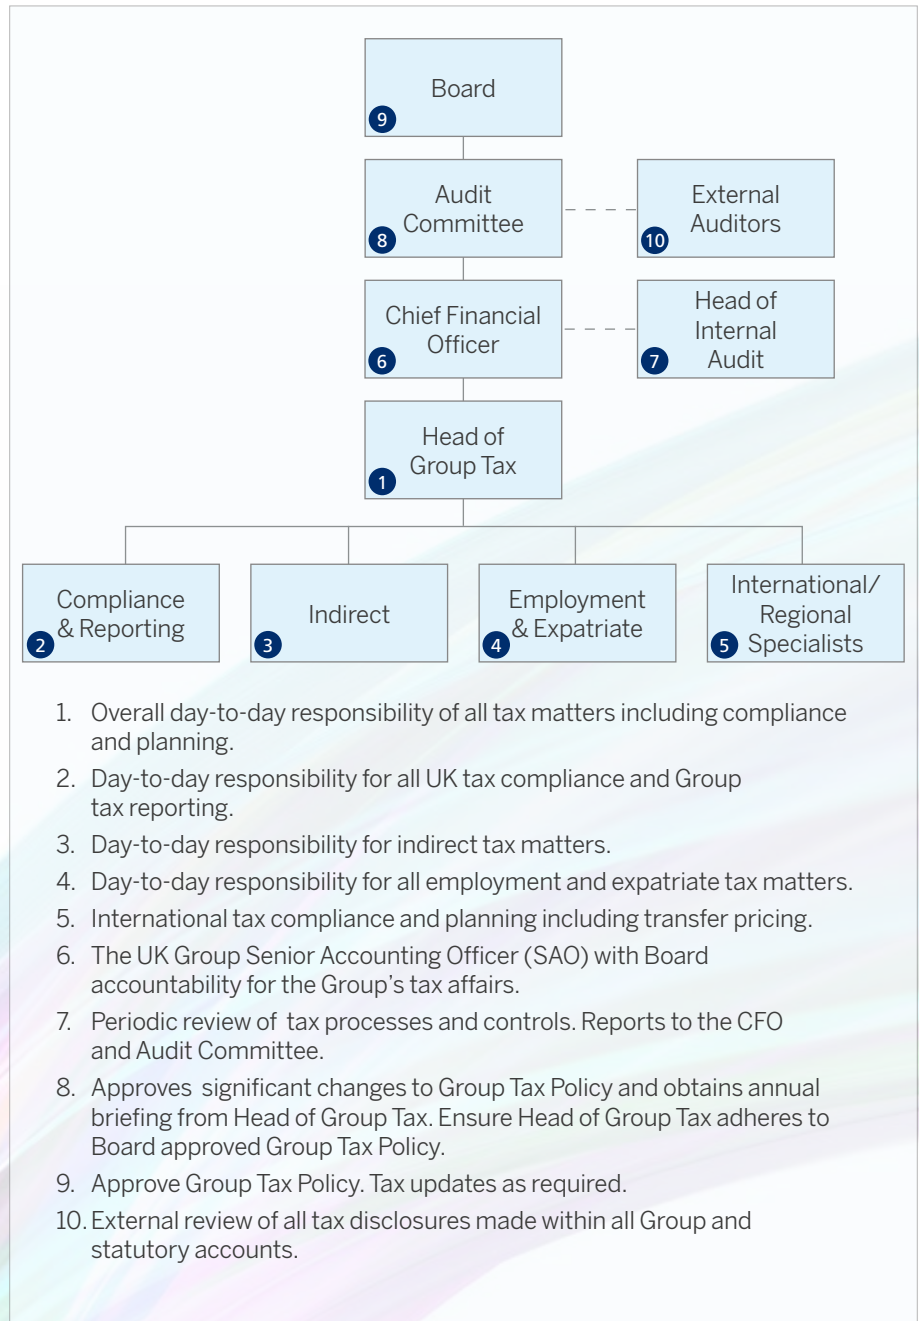 Board
9
Audit
Committee
8
External
Auditors
10
Chief Financial
Officer
6
Head of
Internal
Audit
7
Head of
Group Tax
1
Compliance
& Reporting
2
Indirect
3
Employment
& Expatriate
4
International/
Regional
Specialists
5
1. Overall day-to-day responsibility of all tax matters including compliance
and planning.
2. Day-to-day responsibility for all UK tax compliance and Group
tax reporting.
3. Day-to-day responsibility for indirect tax matters.
4. Day-to-day responsibility for all employment and expatriate tax matters.
5. International tax compliance and planning including transfer pricing.
6. The UK Group Senior Accounting Officer (SAO) with Board
accountability for the Group's tax affairs.
7. Periodic review of tax processes and controls. Reports to the CFO
and Audit Committee.
8. Approves significant changes to Group Tax Policy and obtains annual
briefing from Head of Group Tax. Ensure Head of Group Tax adheres to
Board approved Group Tax Policy.
9. Approve Group Tax Policy. Tax updates as required.
10. External review of all tax disclosures made within all Group and
statutory accounts.